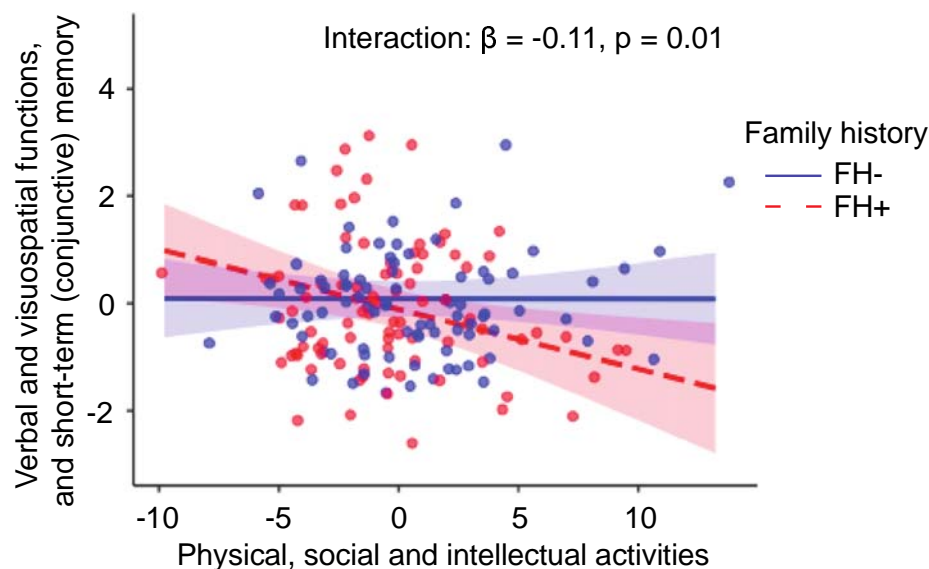 Interaction: β = -0.11, p = 0.01
Verbal and visuospatial functions,
and short-term (conjunctive) memory
4
2
0
-2
-10 -5 0 5 10
Physical, social and intellectual activities
Family history
FH-
FH+